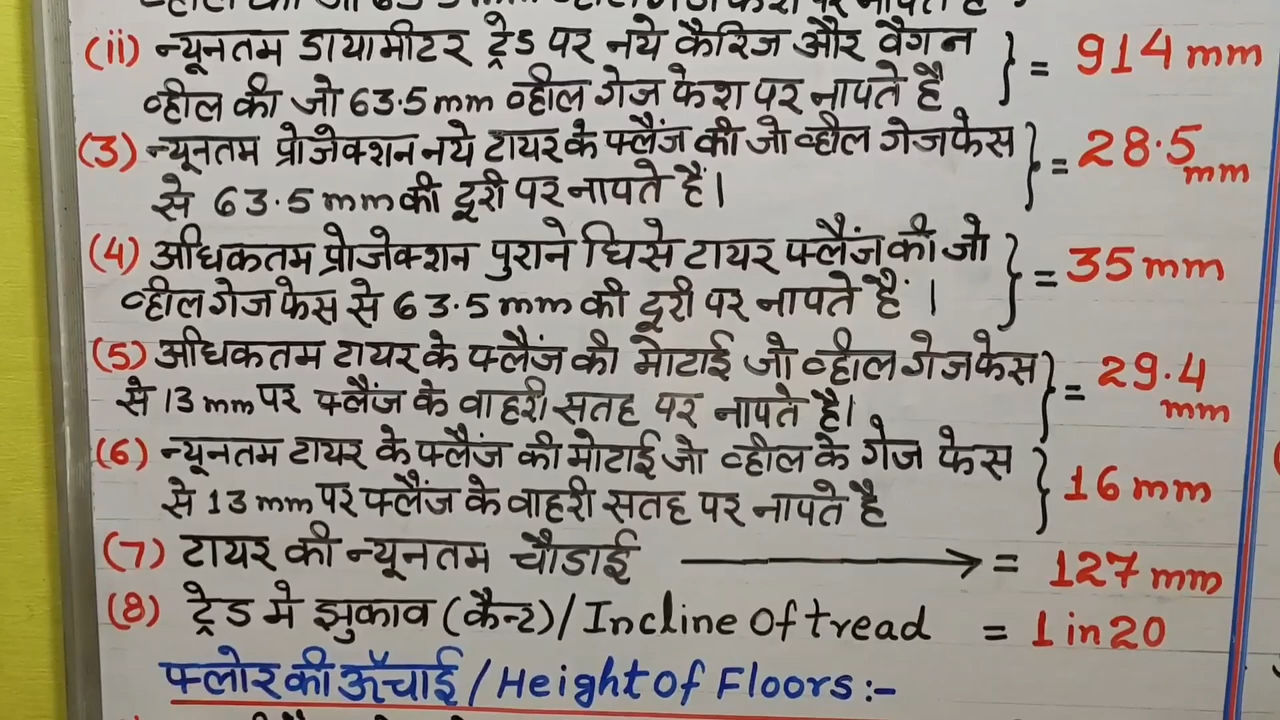 (ii) न्यूनतम डायामीटर ट्रेड पर नये कैरिज और वैगन
व्हील की जो 63.5mm व्हील गेज फेश पर नापते है } = 914 mm
(3) न्यूनतम प्रोजेक्शन नये टायर के फ्लैंज की जो व्हील गेजफेस
से 63.5 mm की दूरी पर नापते हैं। } = 28.5 mm
(4) अधिकतम प्रोजेक्शन पुराने घिसे टायर फ्लैंज की जो
व्हील गेज फेस से 63.5 mm की दूरी पर नापते हैं । } = 35 mm
(5) अधिकतम टायर के फ्लैंज की मोटाई जो व्हील गेजफेस
से 13 mm पर फ्लैंज के वाहरी सतह पर नापते है। } = 29.4 mm
(6) न्यूनतम टायर के फ्लैंज की मोटाई जो व्हील के गेज फेस
से 13 mm पर फ्लैंज के वाहरी सतह पर नापते है } 16 mm
(7) टायर की न्यूनतम चौडाई → = 127 mm
(8) ट्रेड मे झुकाव (कैन्ट) / Incline Of tread = 1 in 20
फ्लोर की ऊँचाई / Height Of Floors :-